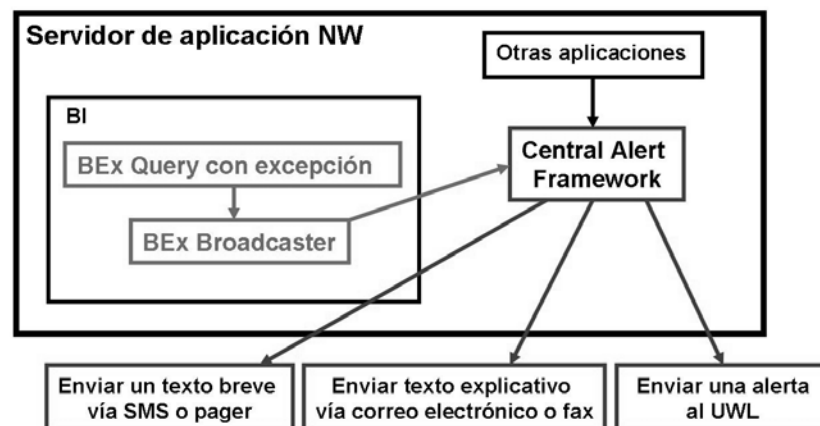 Servidor de aplicación NW
Otras aplicaciones
BI
BEx Query con excepción
Central Alert
Framework
BEx Broadcaster
Enviar un texto breve
vía SMS o pager
Enviar texto explicativo
vía correo electrónico o fax
Enviar una alerta
al UWL